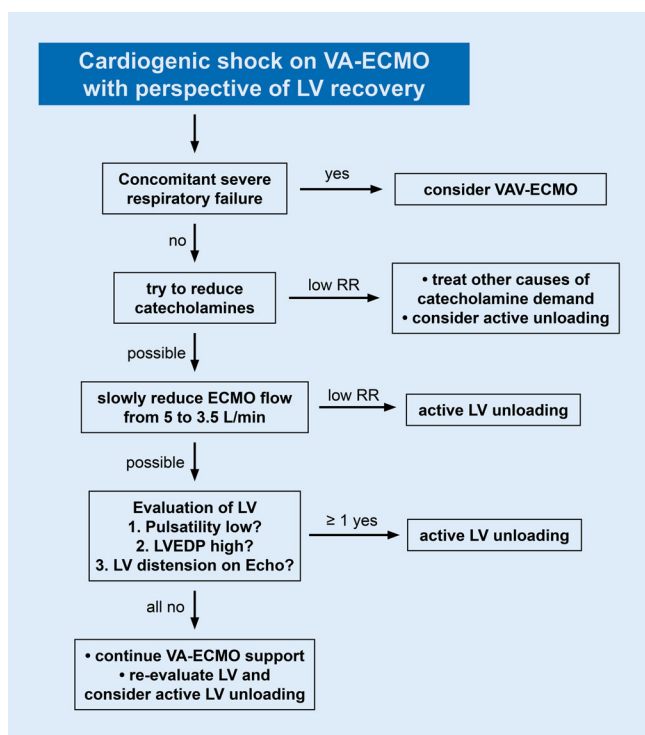 Cardiogenic shock on VA-ECMO
with perspective of LV recovery
Concomitant severe
respiratory failure
yes
consider VAV-ECMO
no
try to reduce
catecholamines
low RR
• treat other causes of
catecholamine demand
• consider active unloading
possible
slowly reduce ECMO flow
from 5 to 3.5 L/min
low RR
active LV unloading
possible
Evaluation of LV
1. Pulsatility low?
2. LVEDP high?
3. LV distension on Echo?
≥ 1 yes
active LV unloading
all no
• continue VA-ECMO support
• re-evaluate LV and
consider active LV unloading